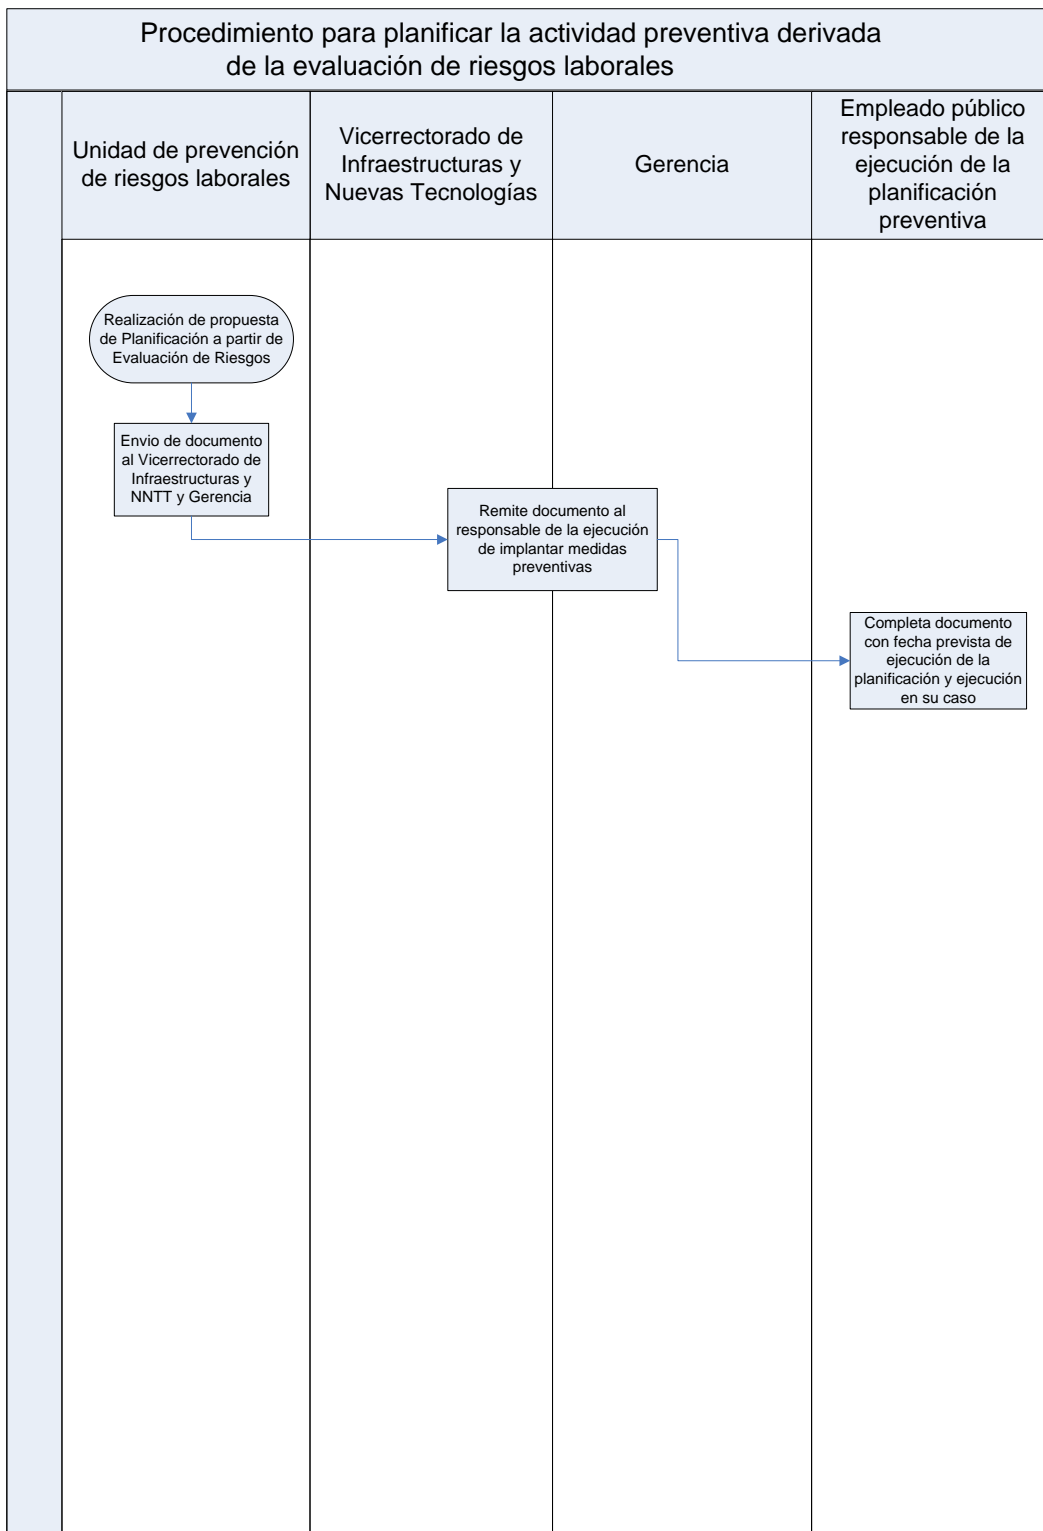 Procedimiento para planificar la actividad preventiva derivada
de la evaluación de riesgos laborales
Unidad de prevención
de riesgos laborales
Vicerrectorado de
Infraestructuras y
Nuevas Tecnologías
Gerencia
Empleado público
responsable de la
ejecución de la
planificación
preventiva
Realización de propuesta
de Planificación a partir de
Evaluación de Riesgos
Envio de documento
al Vicerrectorado de
Infraestructuras y
NNTT y Gerencia
Remite documento al
responsable de la ejecución
de implantar medidas
preventivas
Completa documento
con fecha prevista de
ejecución de la
planificación y ejecución
en su caso